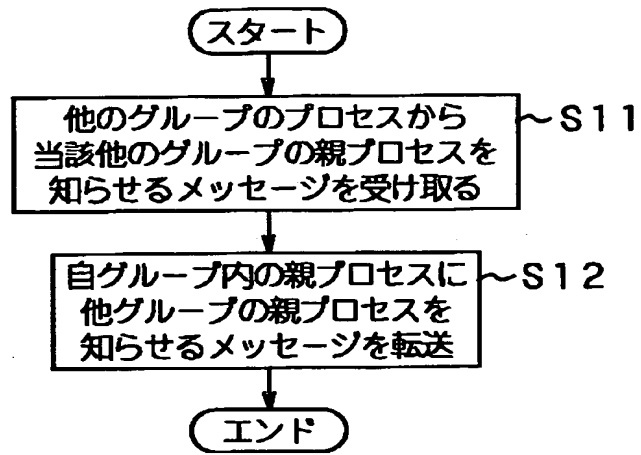 スタート
他のグループのプロセスから
当該他のグループの親プロセスを
知らせるメッセージを受け取る
~S11
自グループ内の親プロセスに
他グループの親プロセスを
知らせるメッセージを転送
~S12
エンド